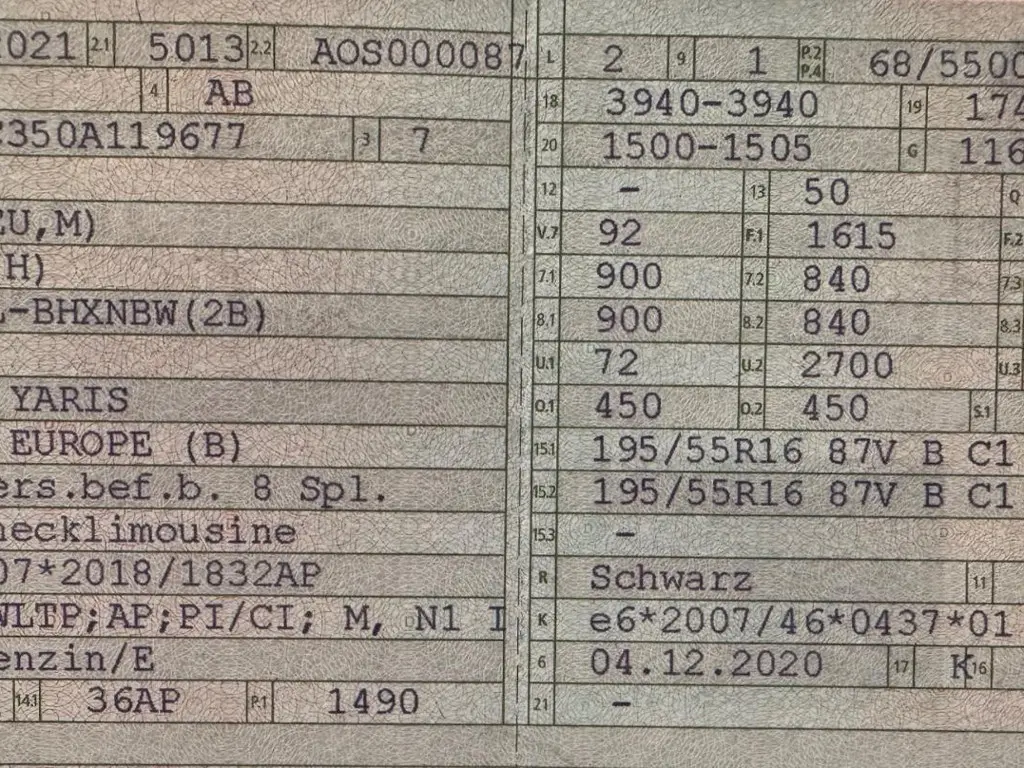 021 2.1 5013 2.2 AOS000087
4 AB
350A119677 3 7
EU,M)
H)
-BHXNBW(2B)
YARIS
EUROPE (B)
ers.bef.b. 8 Spl.
hecklimousine
07*2018/1832AP
WLTP;AP;PI/CI; M, N1 I
enzin/E
14.1 36AP P.1 1490
L 2 9 1 P.2 P.4 68/5500
18 3940-3940 19 174
20 1500-1505 G 116
12 - 13 50 Q
V.7 92 F.1 1615 F.2
7.1 900 7.2 840 7.3
8.1 900 8.2 840 8.3
U.1 72 U.2 2700 U.3
O.1 450 O.2 450 S.1
15.1 195/55R16 87V B C1
15.2 195/55R16 87V B C1
15.3 -
R Schwarz 11
K e6*2007/46*0437*01
6 04.12.2020 17 K 16
21 -